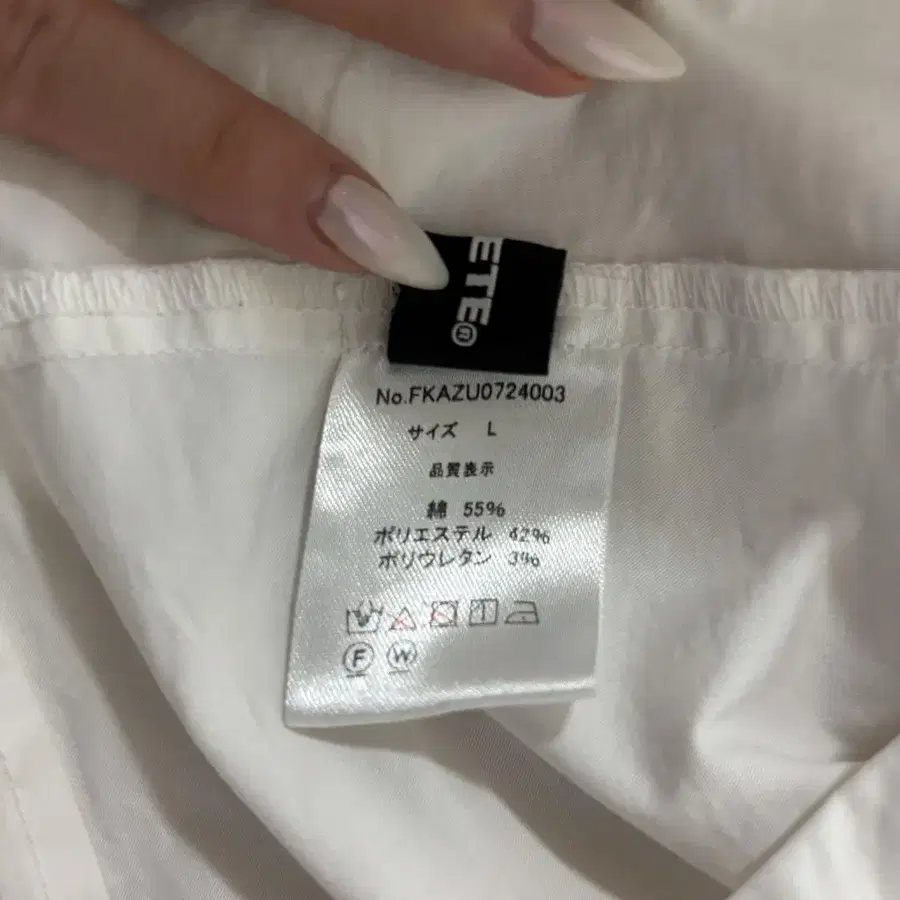 ETE®
No.FKAZU0724003
サイズ L
品質表示
綿 55%
ポリエステル 42%
ポリウレタン 3%
F W